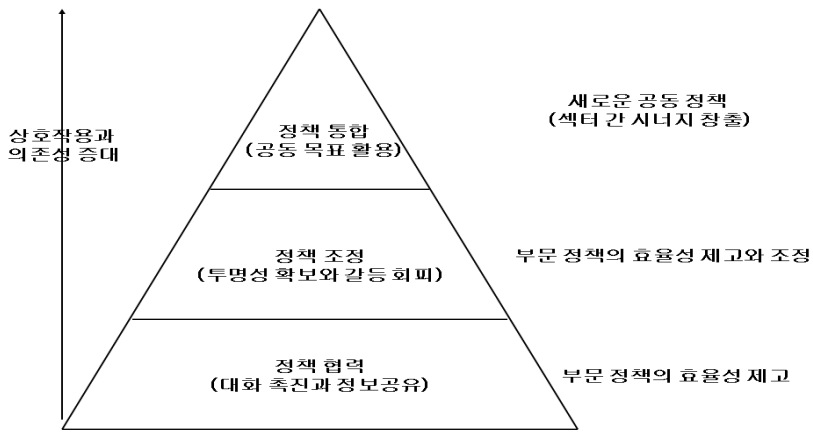 새로운 공동 정책
(섹터 간 시너지 창출)
상호작용과
의존성 증대
정책 통합
(공동 목표 활용)
정책 조정
(투명성 확보와 갈등 회피)
부문 정책의 효율성 제고와 조정
정책 협력
(대화 촉진과 정보공유)
부문 정책의 효율성 제고